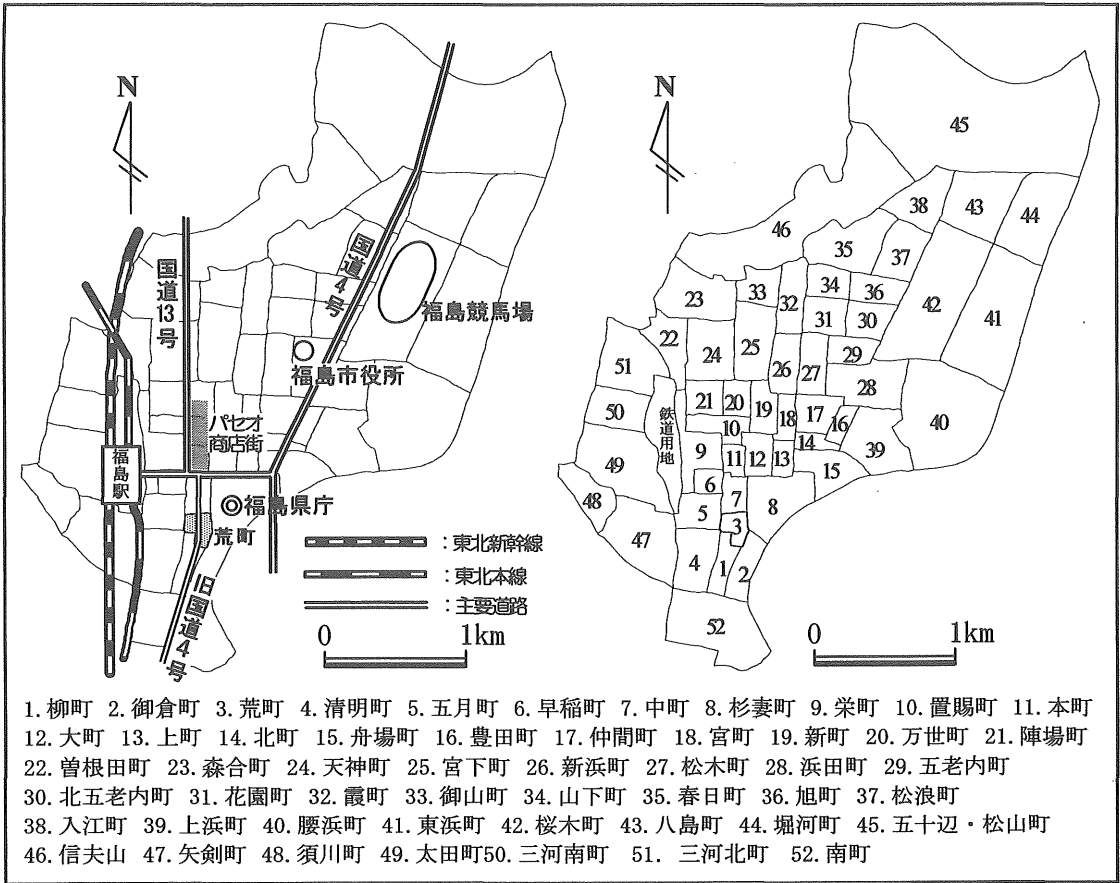 N
N
国道13号
国道4号
福島競馬場
福島市役所
パセオ
商店街
福島駅
福島県庁
荒町
旧国道4号
:東北新幹線
:東北本線
:主要道路
0 1km
45
46
38
43
44
35
37
23
33
32
34
36
42
41
31
30
22
24
25
29
51
26
27
28
21
20
19
18
17
16
40
50
鉄道用地
10
14
39
9
11
12
13
15
49
6
48
5
7
8
3
47
4
1
2
52
0 1km
1. 柳町 2. 御倉町 3. 荒町 4. 清明町 5. 五月町 6. 早稲町 7. 中町 8. 杉妻町 9. 栄町 10. 置賜町 11. 本町
12. 大町 13. 上町 14. 北町 15. 舟場町 16. 豊田町 17. 仲間町 18. 宮町 19. 新町 20. 万世町 21. 陣場町
22. 曽根田町 23. 森合町 24. 天神町 25. 宮下町 26. 新浜町 27. 松木町 28. 浜田町 29. 五老内町
30. 北五老内町 31. 花園町 32. 霞町 33. 御山町 34. 山下町 35. 春日町 36. 旭町 37. 松浪町
38. 入江町 39. 上浜町 40. 腰浜町 41. 東浜町 42. 桜木町 43. 八島町 44. 堀河町 45. 五十辺・松山町
46. 信夫山 47. 矢剣町 48. 須川町 49. 太田町50. 三河南町 51. 三河北町 52. 南町